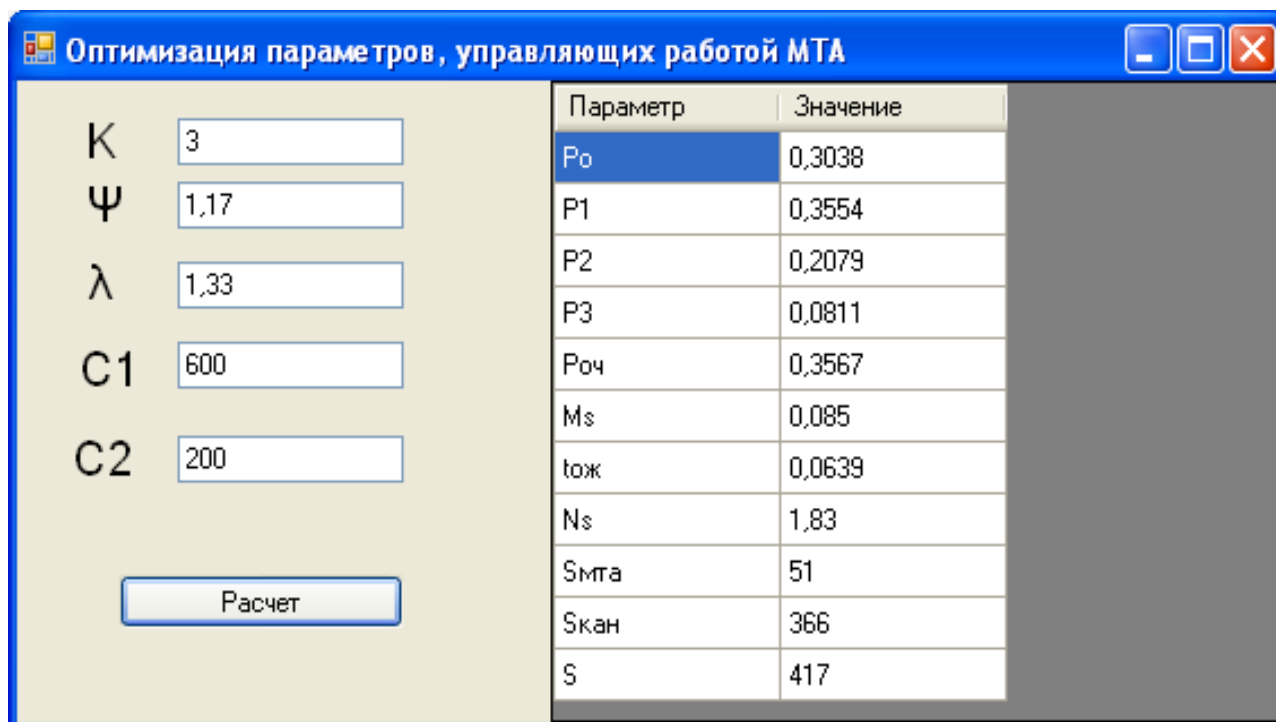 Оптимизация параметров, управляющих работой МТА
K 3
Ψ 1,17
λ 1,33
C1 600
C2 200
Расчет
Параметр Значение
Po 0,3038
P1 0,3554
P2 0,2079
P3 0,0811
Pоч 0,3567
Ms 0,085
tож 0,0639
Ns 1,83
Sмта 51
Sкан 366
S 417